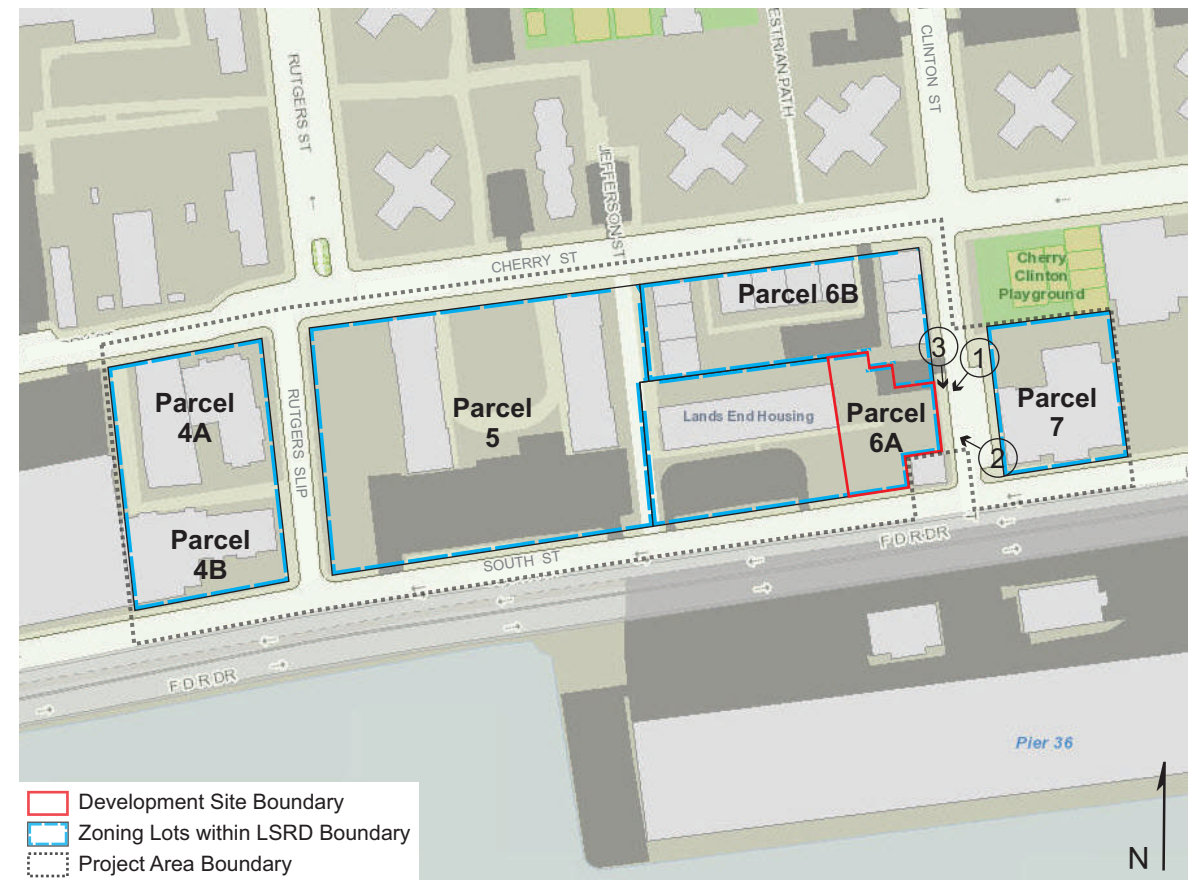 RUTGERS ST
ESTRIAN PATH
CLINTON ST
JEFFERSON ST
CHERRY ST
Cherry
Clinton
Playground
Parcel 6B
3
1
Parcel
4A
Parcel
5
Lands End Housing
Parcel
6A
Parcel
7
RUTGERS SLIP
2
Parcel
4B
SOUTH ST
F D R DR
F D R DR
Pier 36
Development Site Boundary
Zoning Lots within LSRD Boundary
Project Area Boundary
N